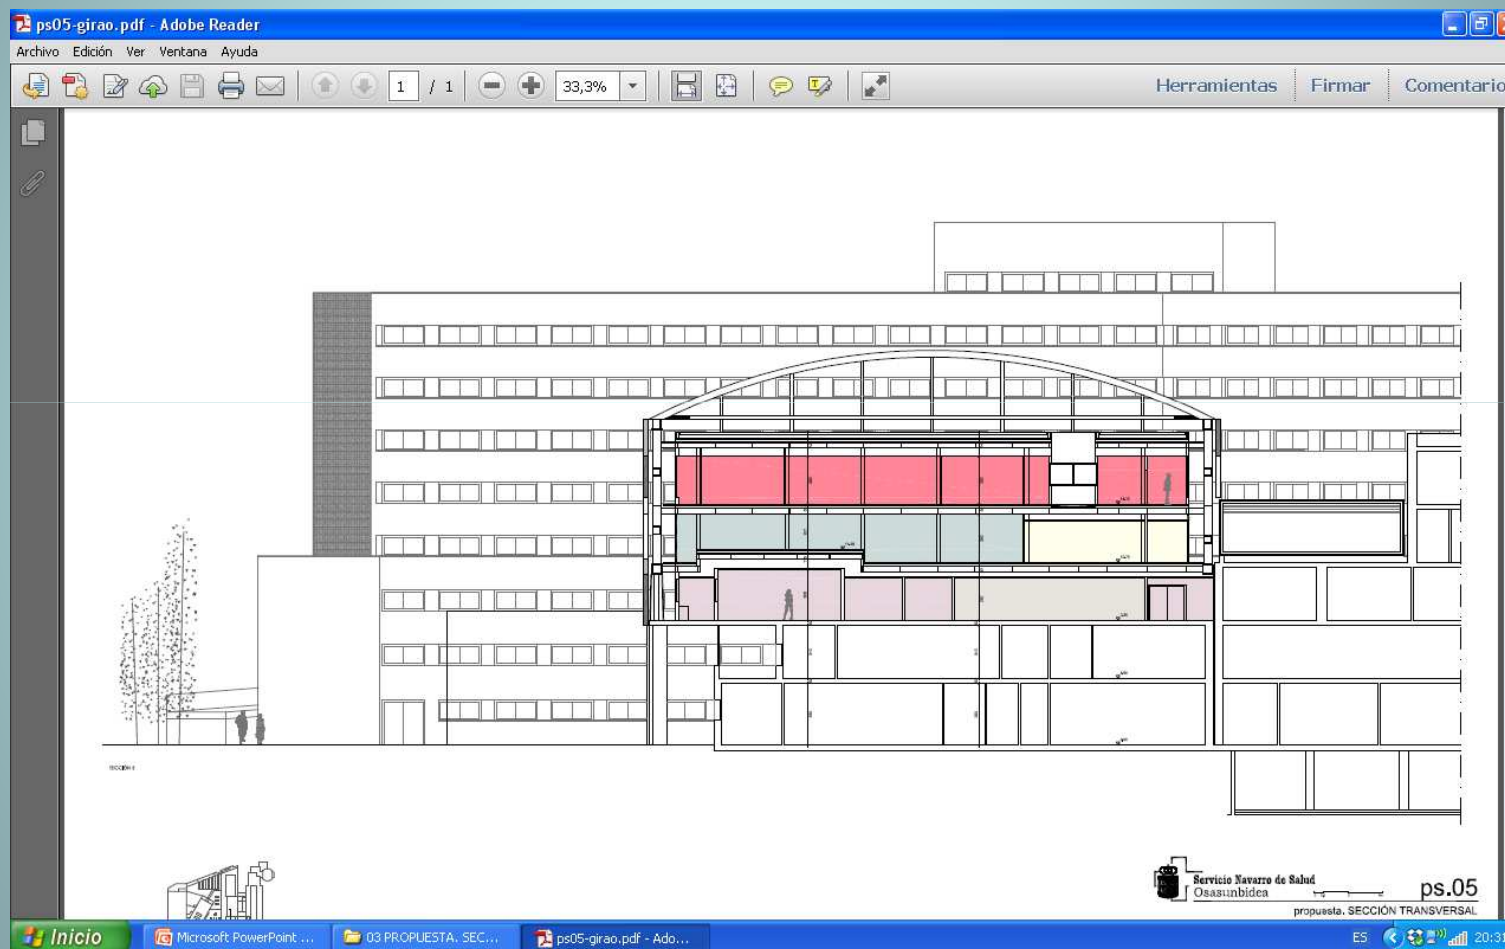 ps05-girao.pdf - Adobe Reader
Archivo Edición Ver Ventana Ayuda
1 / 1 33,3% Herramientas Firmar Comentario
Servicio Navarro de Salud
Osasunbidea
ps.05
propuesta. SECCIÓN TRANSVERSAL
Inicio Microsoft PowerPoint ... 03 PROPUESTA. SEC... ps05-girao.pdf - Ado... ES 20:31